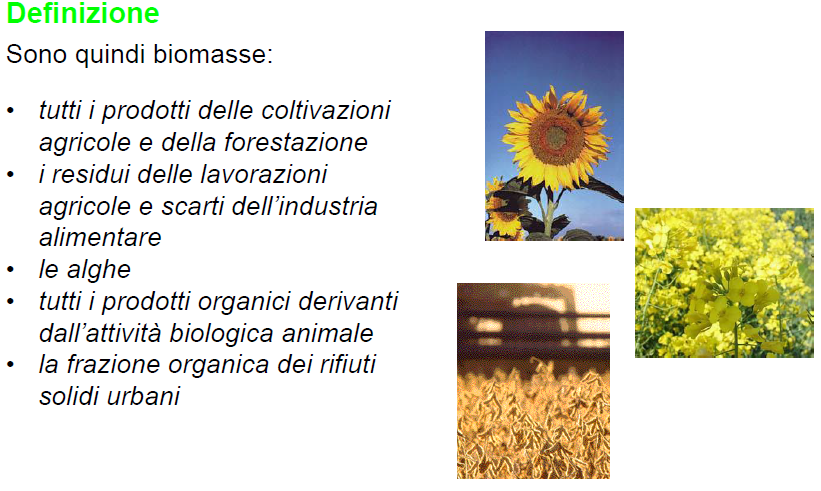 Definizione
Sono quindi biomasse:
• tutti i prodotti delle coltivazioni
agricole e della forestazione
• i residui delle lavorazioni
agricole e scarti dell'industria
alimentare
• le alghe
• tutti i prodotti organici derivanti
dall'attività biologica animale
• la frazione organica dei rifiuti
solidi urbani